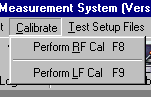 Measurement System (Vers
Calibrate Test Setup Files
Perform RF Cal F8
Perform LF Cal F9